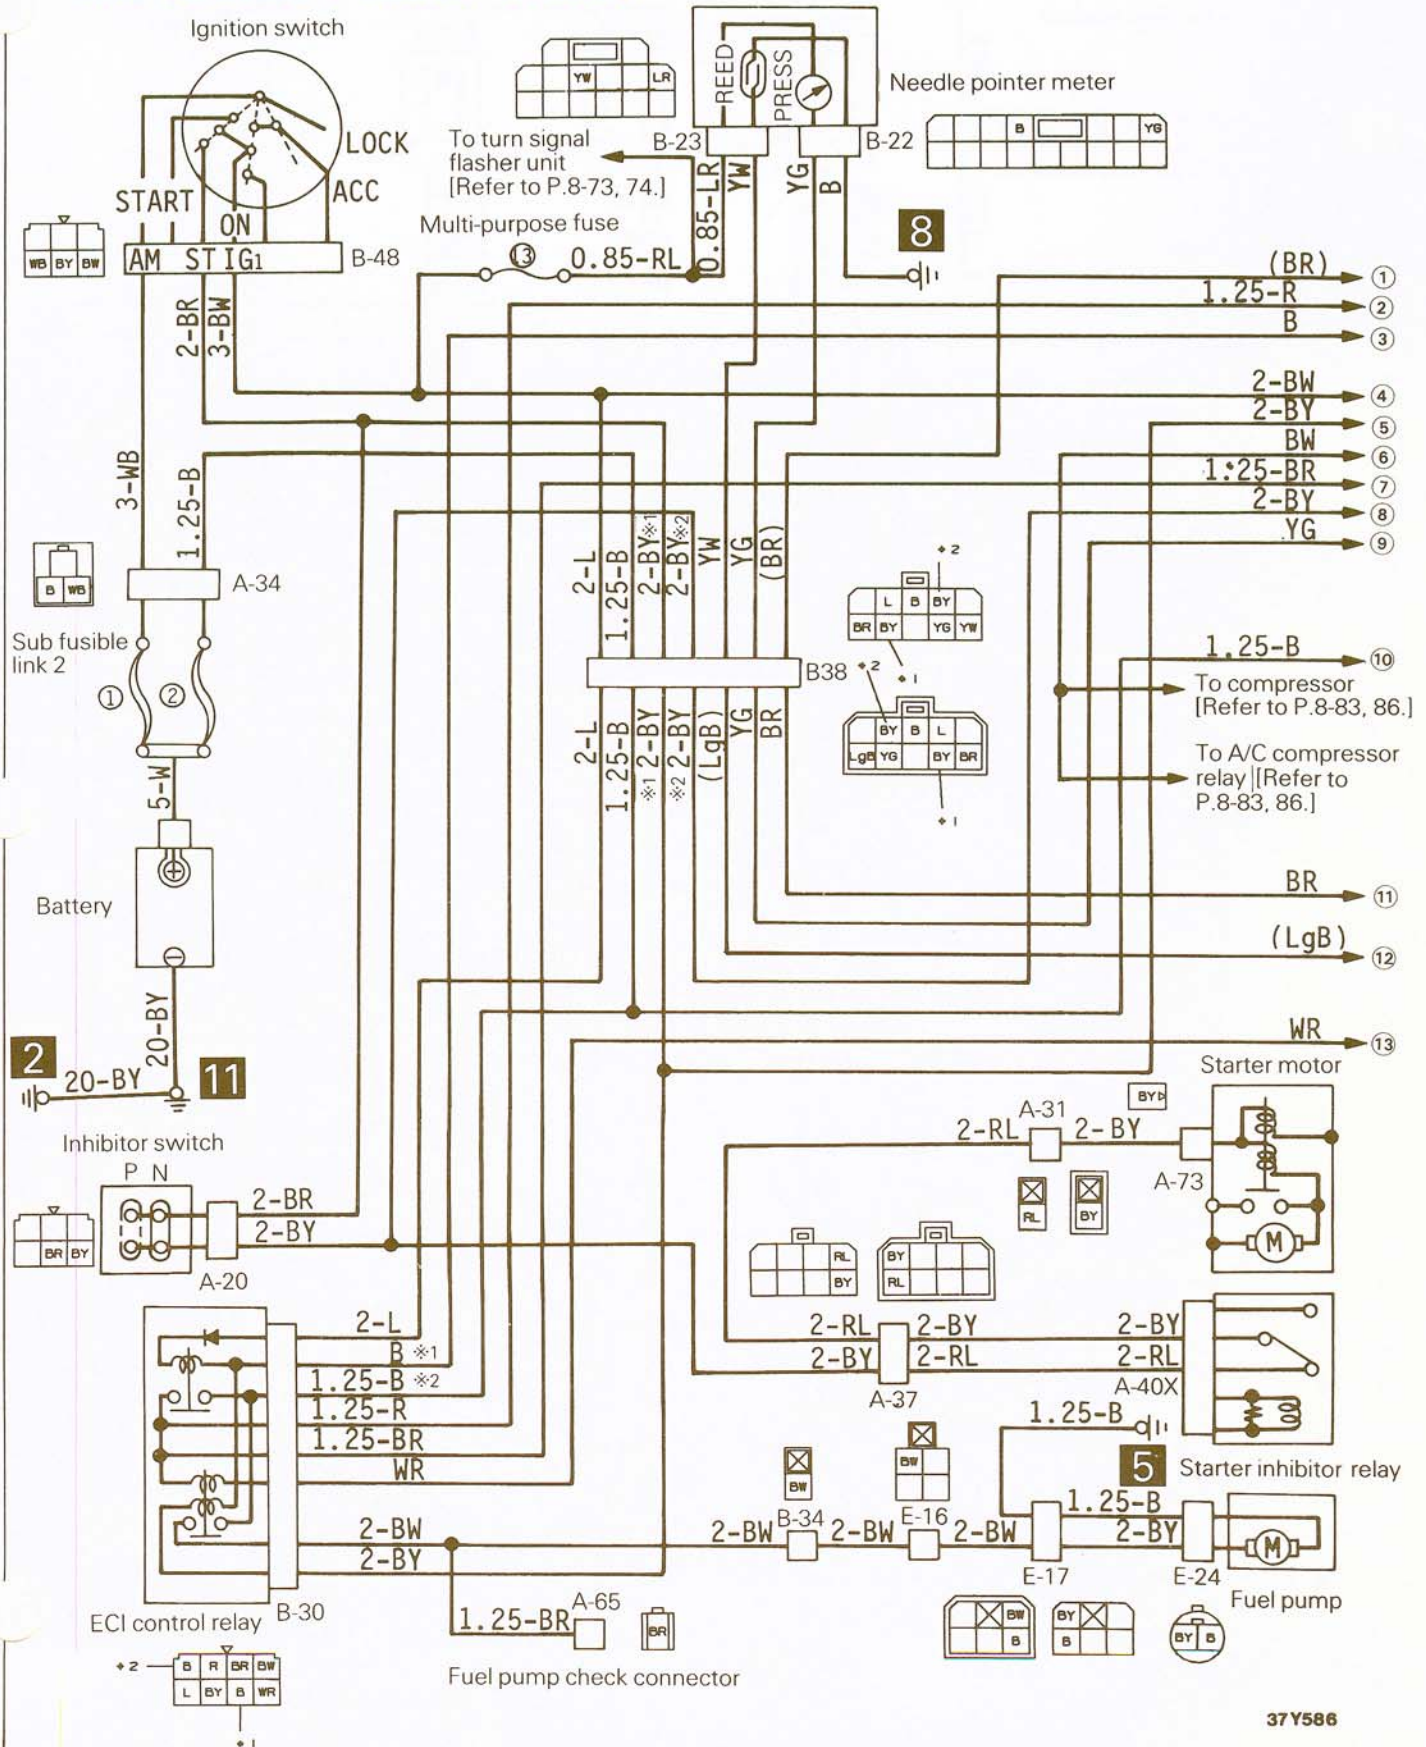 Ignition switch
LOCK
ACC
START
ON
AM ST IG1
B-48
WB BY BW
YW LR
REED
PRESS
Needle pointer meter
B-23
B-22
B YG
To turn signal
flasher unit
[Refer to P.8-73, 74.]
Multi-purpose fuse
13
0.85-RL
0.85-LR
YW
YG
B
8
(BR) 1
1.25-R 2
B 3
2-BW 4
2-BY 5
BW 6
1.25-BR 7
2-BY 8
YG 9
2-BR
3-BW
3-WB
1.25-B
A-34
B WB
Sub fusible
link 2
1
2
5-W
Battery
20-BY
2
20-BY
11
2-L
1.25-B
2-BY※1
2-BY※2
YW
YG
(BR)
B38
2-L
1.25-B
※1 2-BY
※2 2-BY
(LgB)
YG
BR
*2
L B BY
BR BY YG YW
*1
*2
BY B L
LgB YG BY BR
*1
1.25-B 10
To compressor
[Refer to P.8-83, 86.]
To A/C compressor
relay [Refer to
P.8-83, 86.]
BR 11
(LgB) 12
WR 13
Inhibitor switch
P N
BR BY
2-BR
2-BY
A-20
Starter motor
BY
A-31
2-RL
2-BY
A-73
RL
BY
M
RL
BY
BY
RL
2-RL
2-BY
2-BY
2-RL
2-BY
2-RL
A-37
A-40X
Starter inhibitor relay
2-L
B ※1
1.25-B ※2
1.25-R
1.25-BR
WR
2-BW
2-BY
B-30
ECI control relay
*2
B R BR BW
L BY B WR
*1
1.25-BR
A-65
BR
Fuel pump check connector
BW
B-34
BW
E-16
2-BW
2-BW
2-BW
1.25-B
5
1.25-B
2-BY
E-17
E-24
M
Fuel pump
BW
B
BY
B
BY B
37Y586